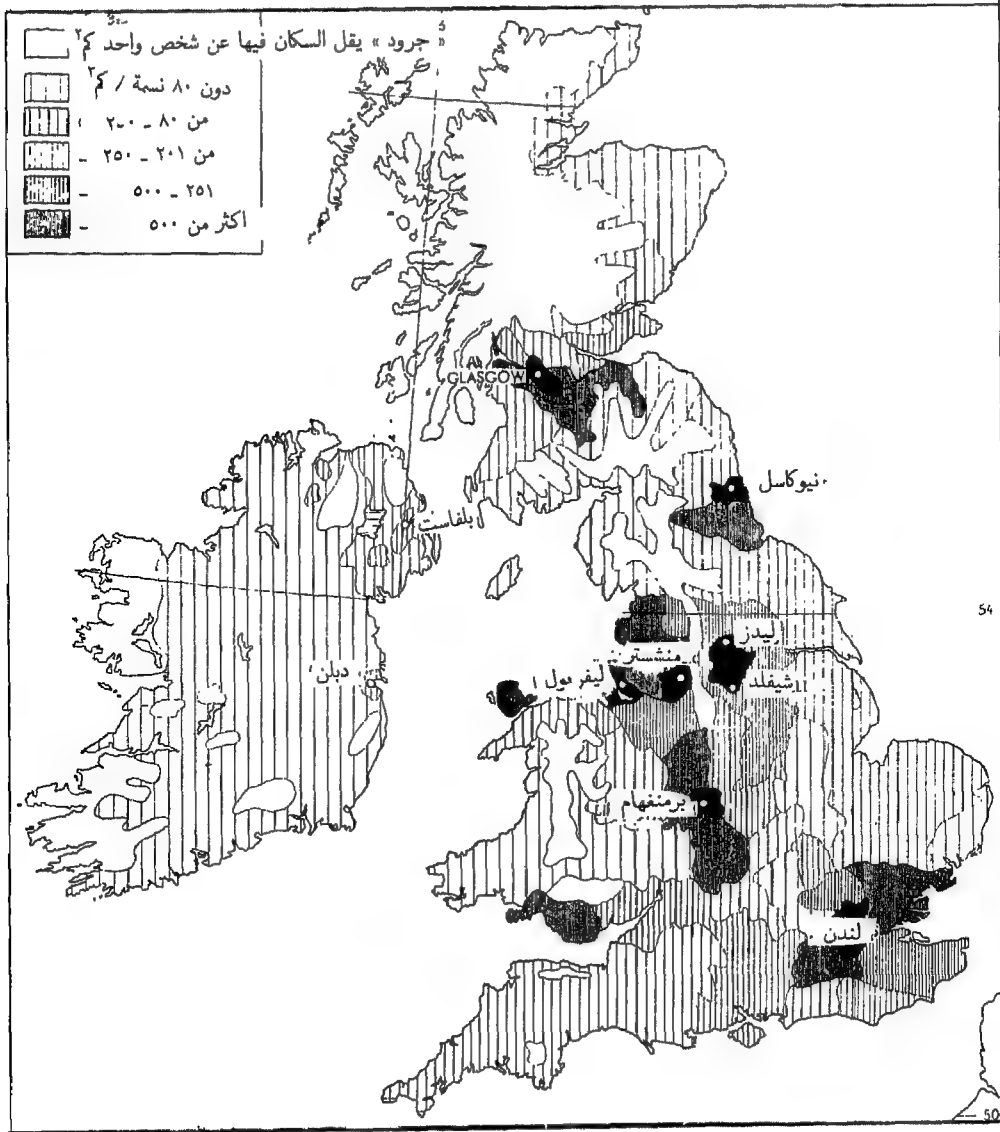 « جرود » يقل السكان فيها عن شخص واحد كم٢
دون ٨٠ نسمة / كم٢
من ٨٠ ـ ٢٠٠
من ٢٠١ ـ ٢٥٠ ـ
٢٥١ ـ ٥٠٠ ـ
اكثر من ٥٠٠ ـ
GLASGOW
نيوكاسل
بلفاست
54
ليدز
منشستر
ليفربول
شيفلد
دبلن
برمنغهام
لندن
50